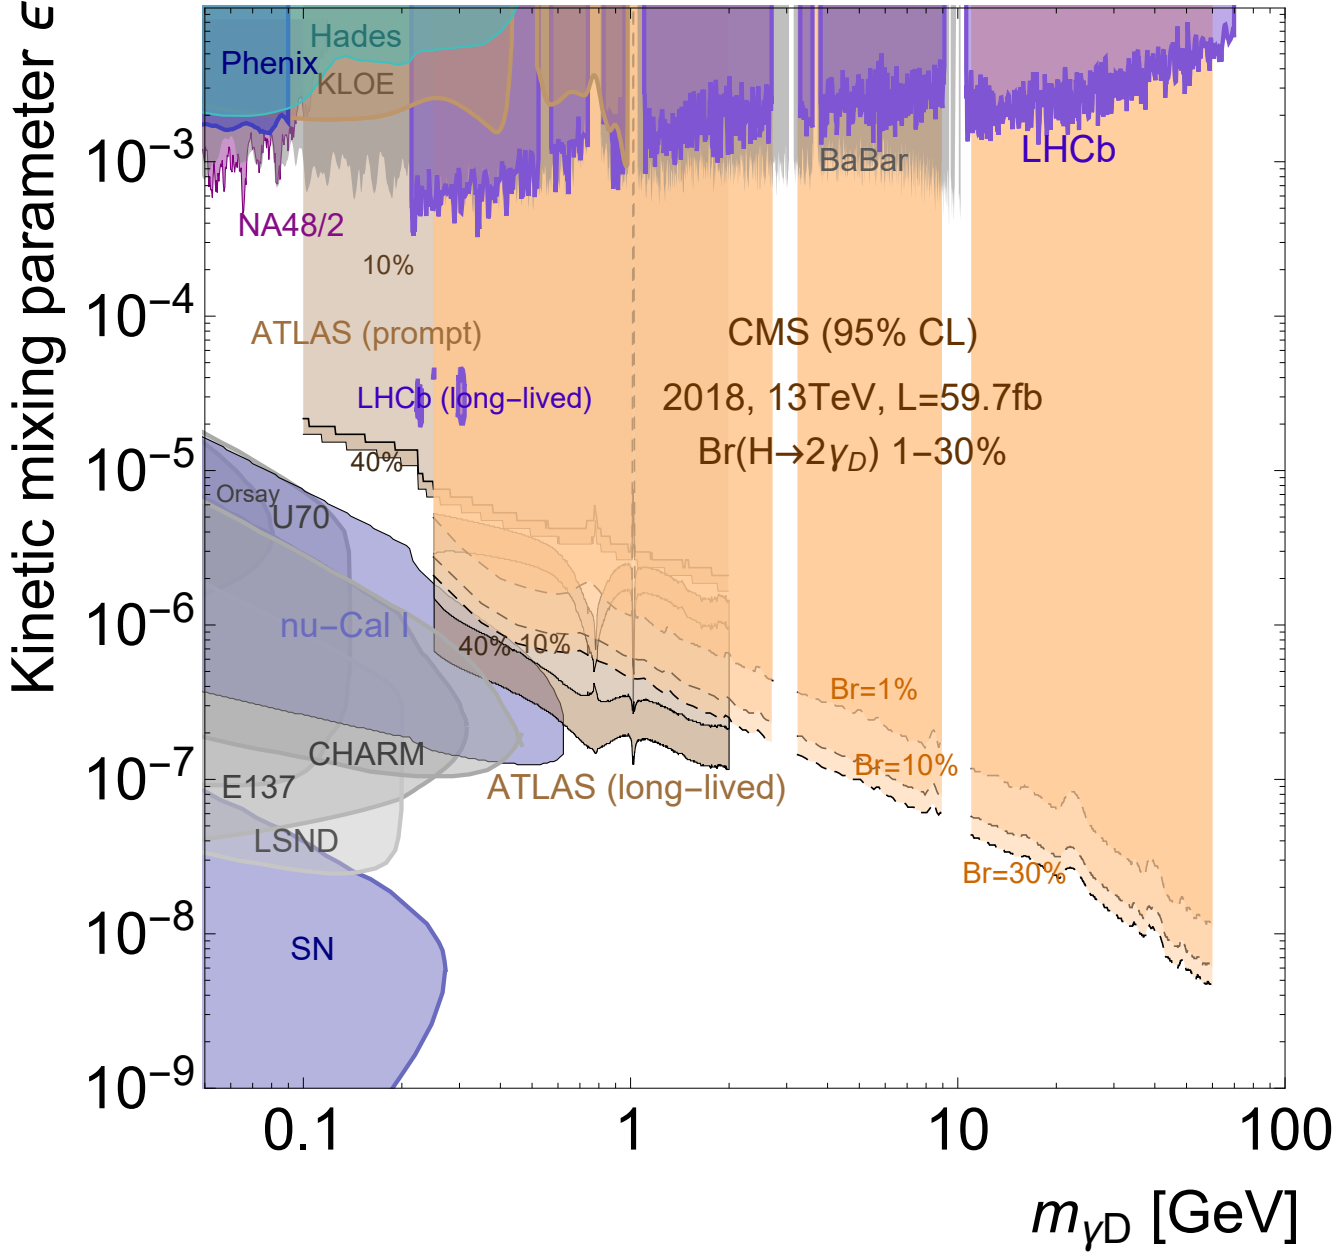 Kinetic mixing parameter ϵ
Hades
Phenix
KLOE
10−3
BaBar
LHCb
NA48/2
10%
10−4
ATLAS (prompt)
CMS (95% CL)
LHCb (long−lived)
2018, 13TeV, L=59.7fb
Br(H→2γD) 1−30%
40%
10−5
Orsay
U70
10−6
nu−Cal I
40%
10%
Br=1%
CHARM
Br=10%
10−7
E137
ATLAS (long−lived)
LSND
Br=30%
10−8
SN
10−9
0.1
1
10
100
mγD [GeV]